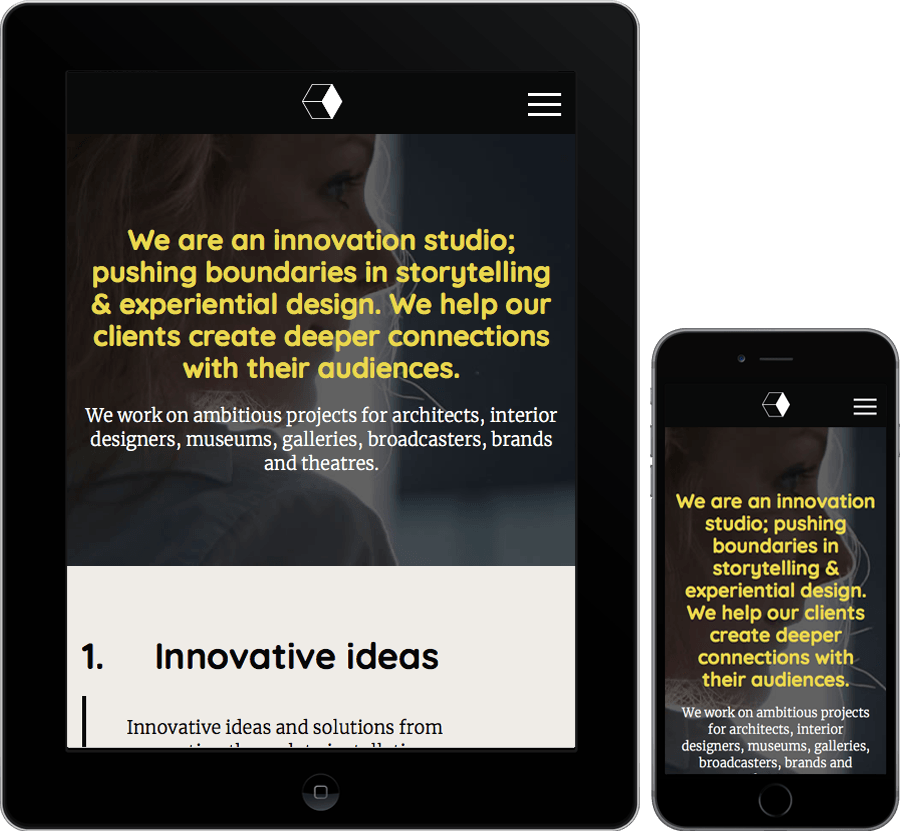 We are an innovation studio;
pushing boundaries in storytelling
& experiential design. We help our
clients create deeper connections
with their audiences.
We work on ambitious projects for architects, interior
designers, museums, galleries, broadcasters, brands
and theatres.
1. Innovative ideas
Innovative ideas and solutions from
We are an innovation
studio; pushing
boundaries in
storytelling &
experiential design.
We help our clients
create deeper
connections with
their audiences.
We work on ambitious projects
for architects, interior
designers, museums, galleries,
broadcasters, brands and